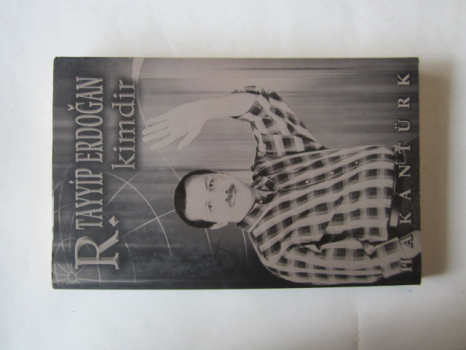 R. TAYYİP ERDOĞAN
kimdir
HAKAN TÜRK